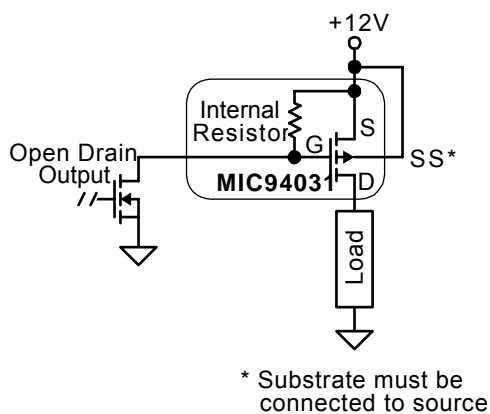 +12V
Internal
Resistor
S
G
SS*
Open Drain
Output
MIC94031
D
Load
* Substrate must be
connected to source